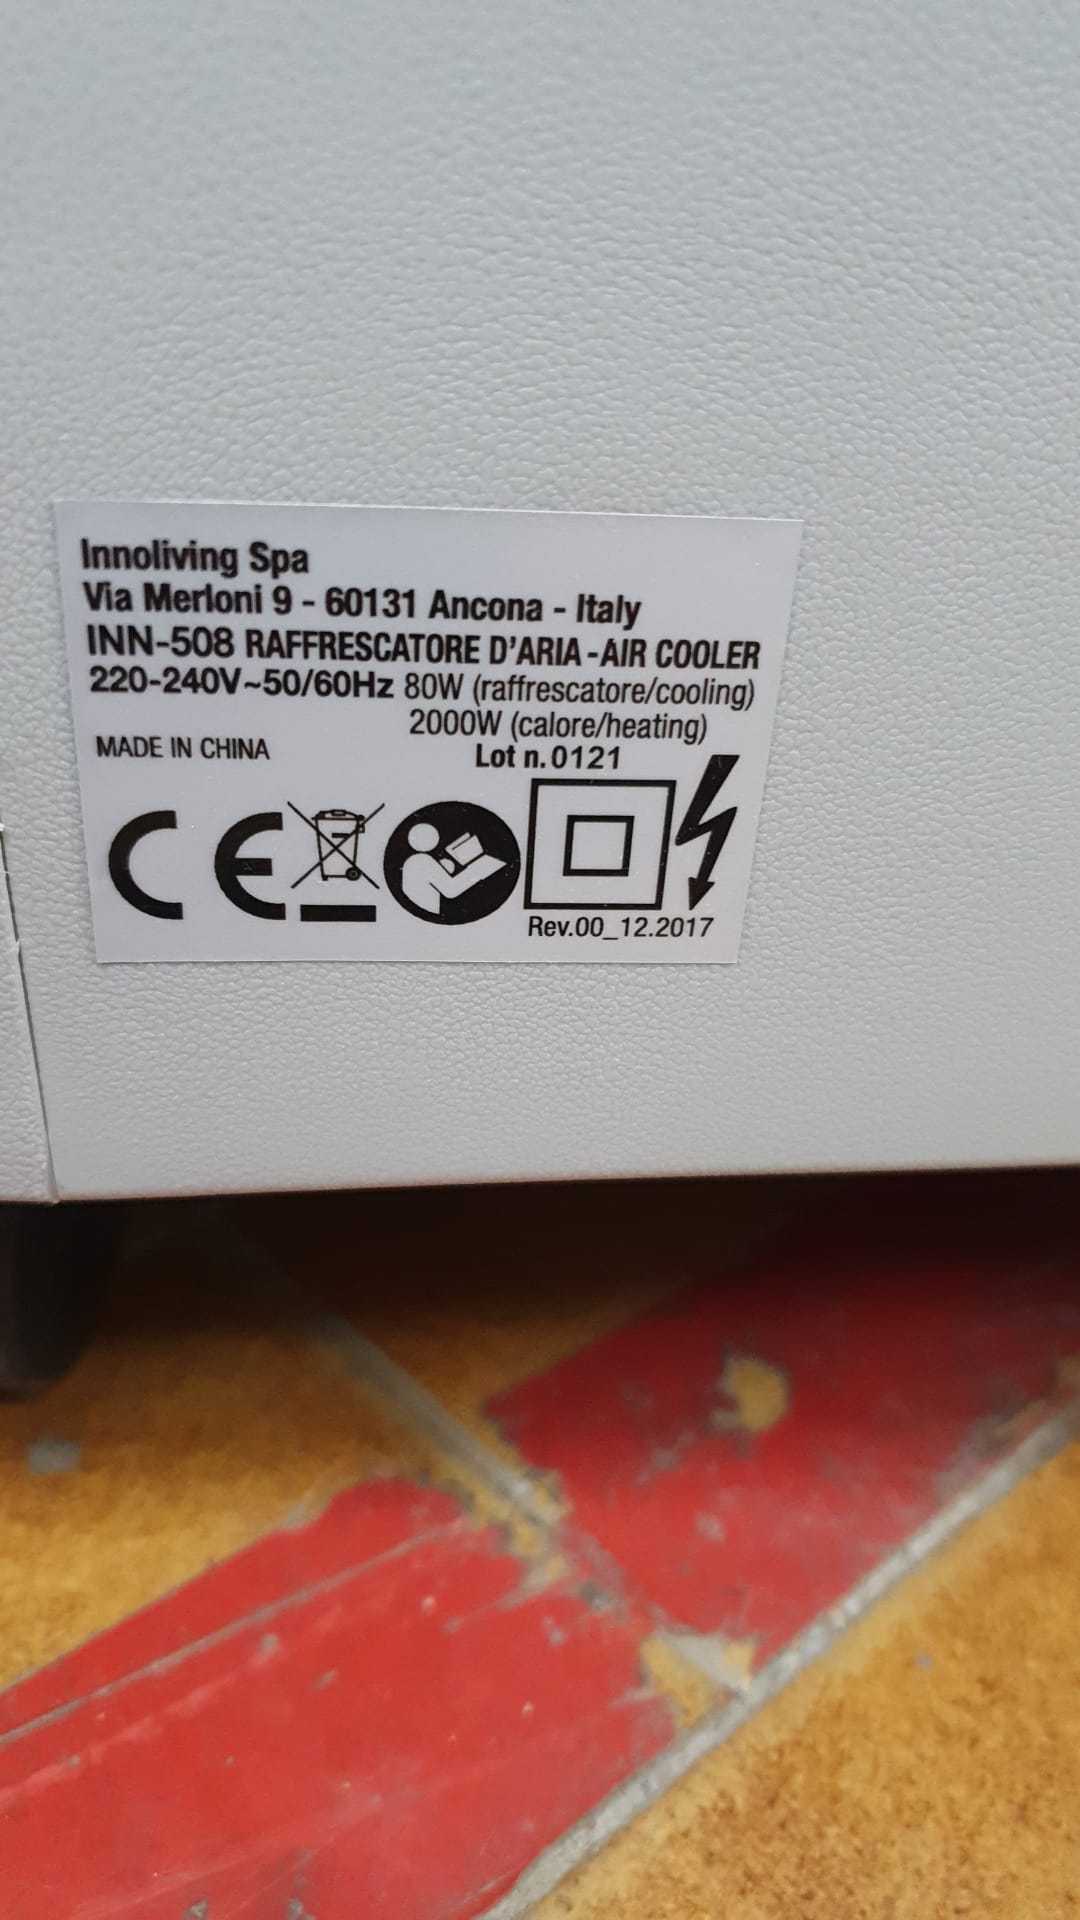 Innoliving Spa
Via Merloni 9 - 60131 Ancona - Italy
INN-508 RAFFRESCATORE D'ARIA - AIR COOLER
220-240V~50/60Hz 80W (raffrescatore/cooling)
2000W (calore/heating)
MADE IN CHINA
Lot n. 0121
CE
Rev.00_12.2017